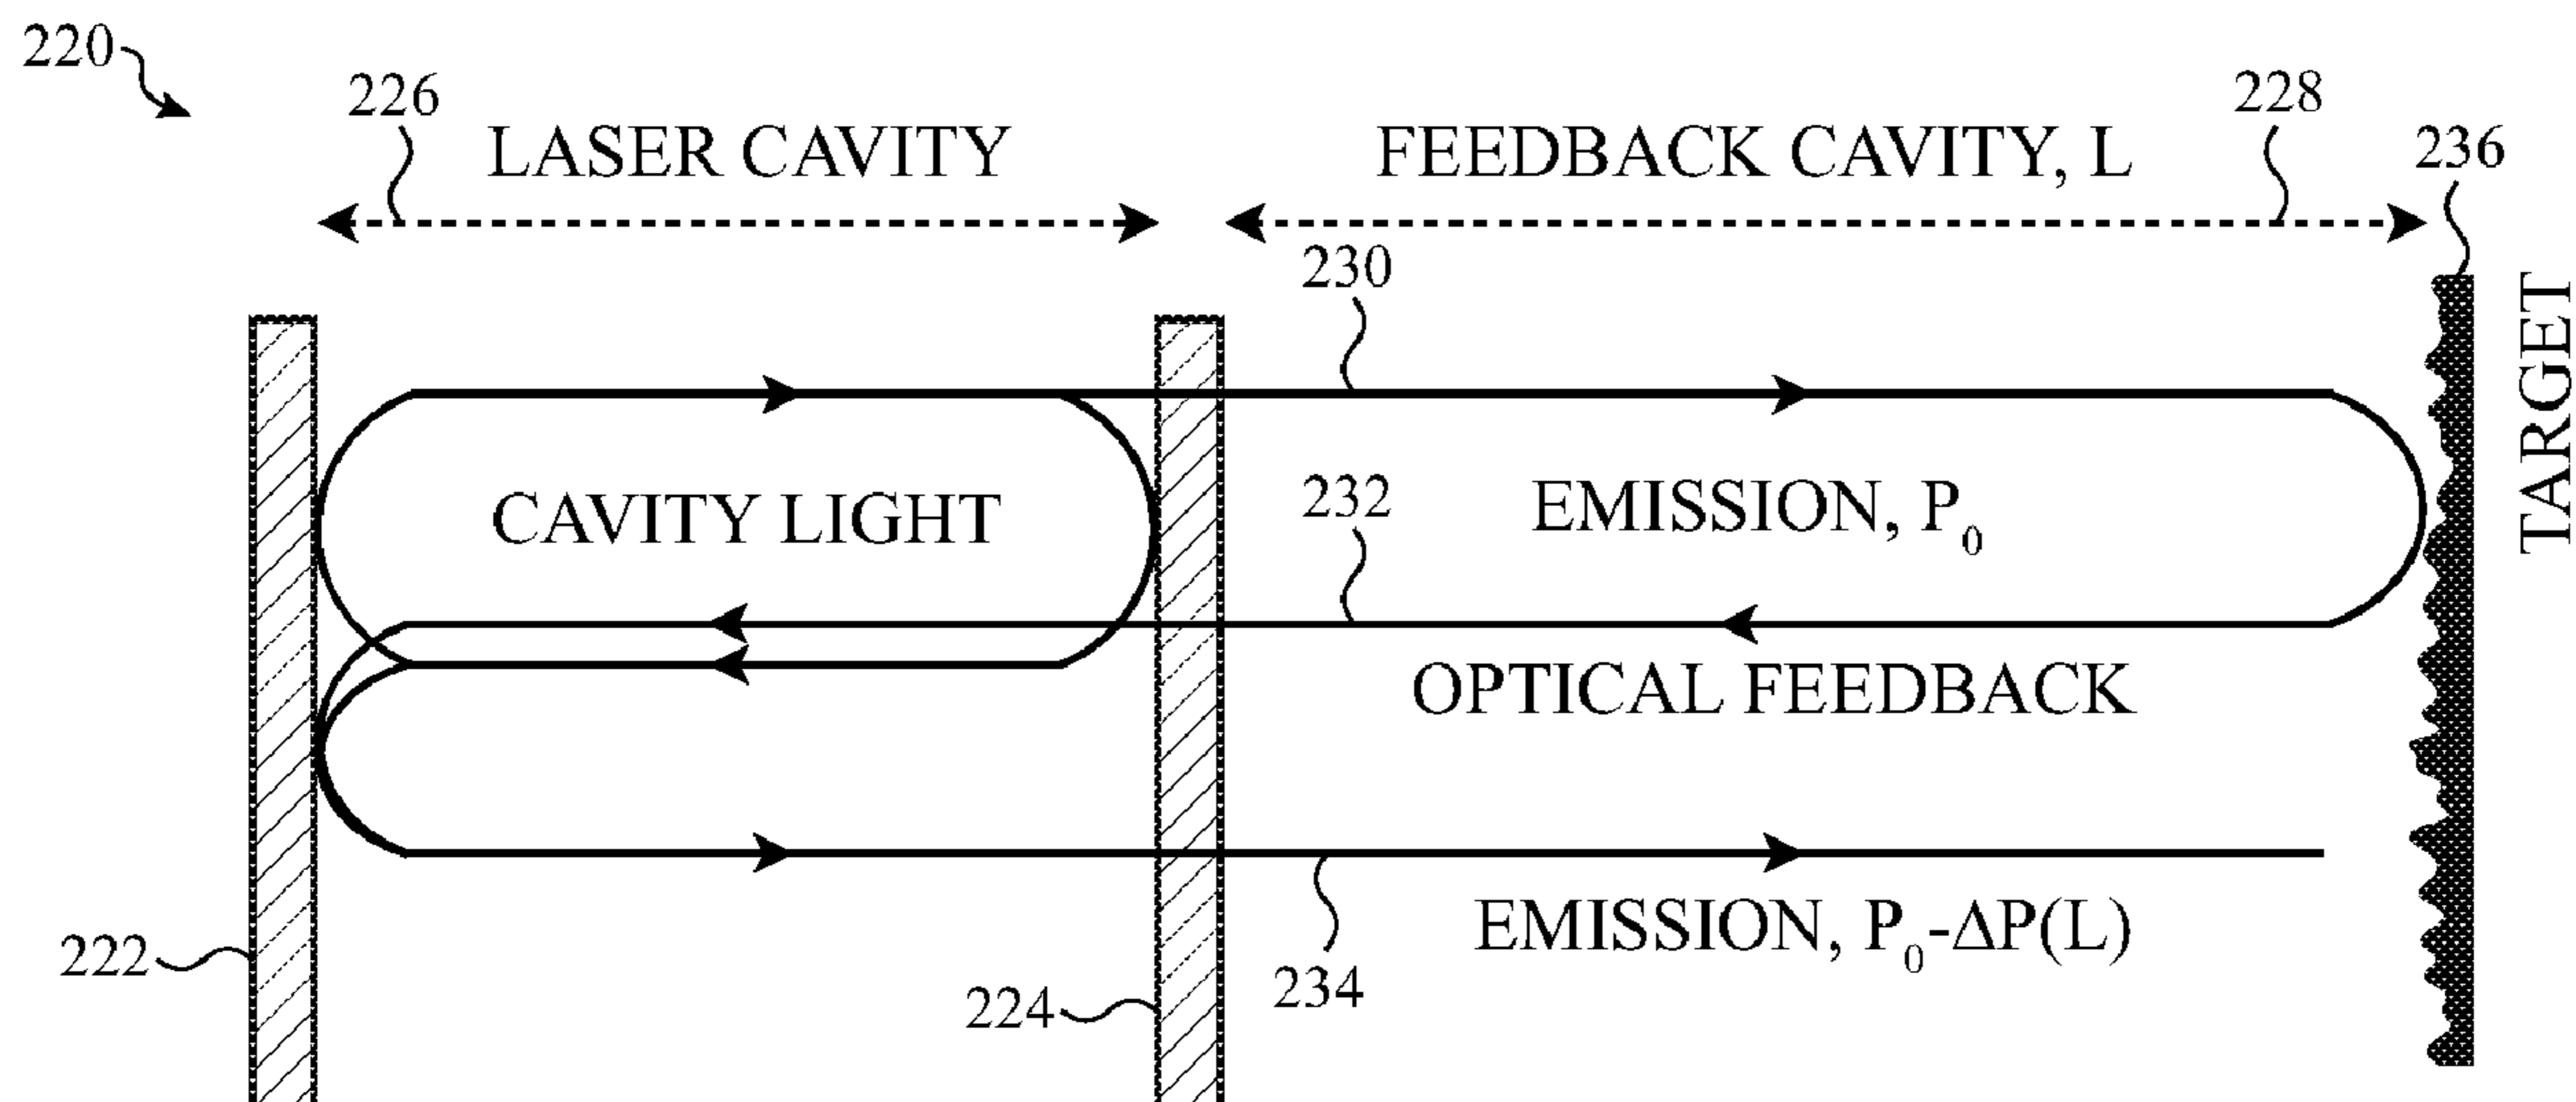 220
226
228
LASER CAVITY
FEEDBACK CAVITY, L
236
230
TARGET
CAVITY LIGHT
232
EMISSION, P₀
OPTICAL FEEDBACK
EMISSION, P₀-ΔP(L)
222
224
234